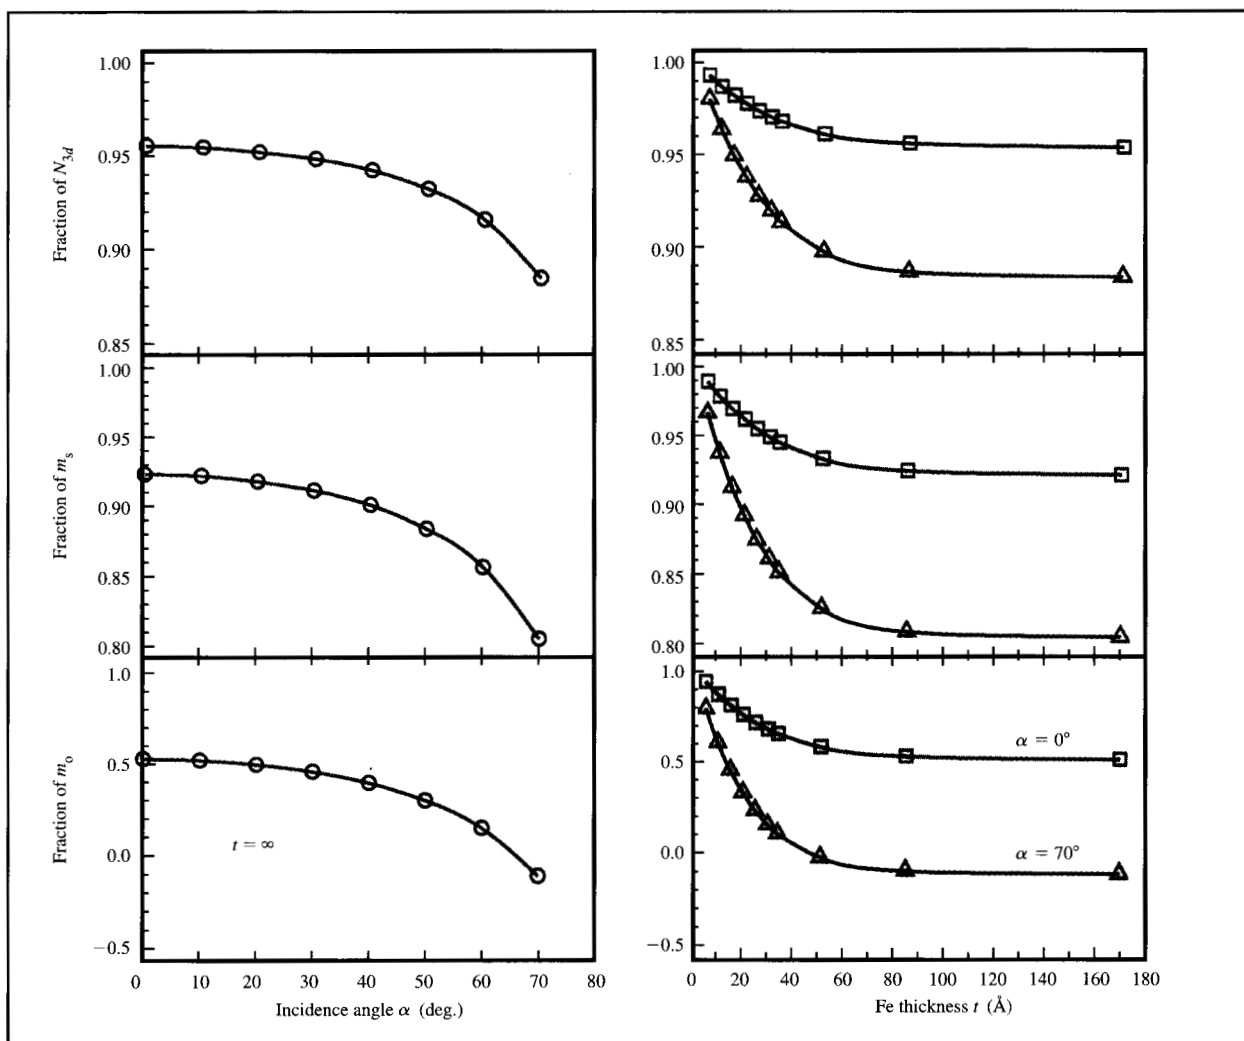 1.00
0.95
0.90
0.85
Fraction of N3d
1.00
0.95
0.90
0.85
0.80
Fraction of ms
1.0
0.5
0.0
−0.5
Fraction of mo
t = ∞
0 10 20 30 40 50 60 70 80
Incidence angle α (deg.)
1.00
0.95
0.90
0.85
1.00
0.95
0.90
0.85
0.80
1.0
0.5
0.0
−0.5
α = 0°
α = 70°
0 20 40 60 80 100 120 140 160 180
Fe thickness t (Å)